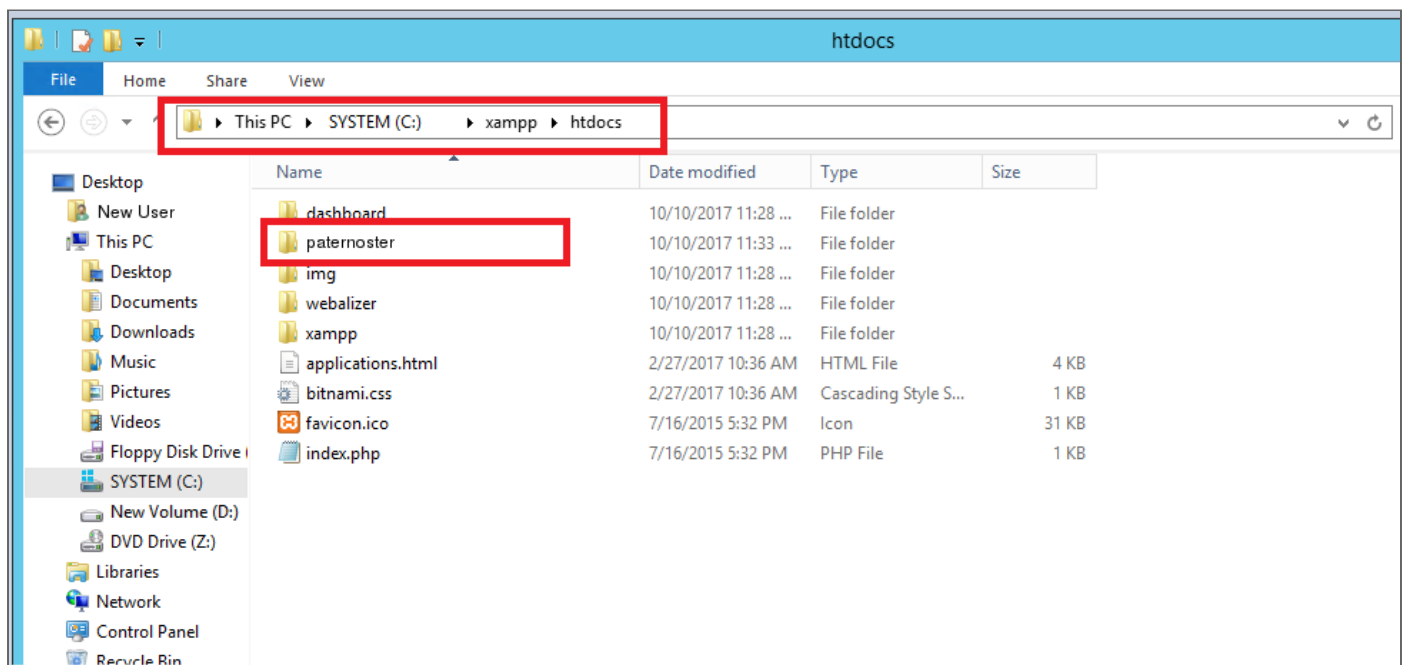 htdocs
File Home Share View
This PC SYSTEM (C:) xampp htdocs
Name Date modified Type Size
Desktop
New User
This PC
Desktop
Documents
Downloads
Music
Pictures
Videos
Floppy Disk Drive (
SYSTEM (C:)
New Volume (D:)
DVD Drive (Z:)
Libraries
Network
Control Panel
Recycle Bin
dashboard 10/10/2017 11:28 ... File folder
paternoster 10/10/2017 11:33 ... File folder
img 10/10/2017 11:28 ... File folder
webalizer 10/10/2017 11:28 ... File folder
xampp 10/10/2017 11:28 ... File folder
applications.html 2/27/2017 10:36 AM HTML File 4 KB
bitnami.css 2/27/2017 10:36 AM Cascading Style S... 1 KB
favicon.ico 7/16/2015 5:32 PM Icon 31 KB
index.php 7/16/2015 5:32 PM PHP File 1 KB